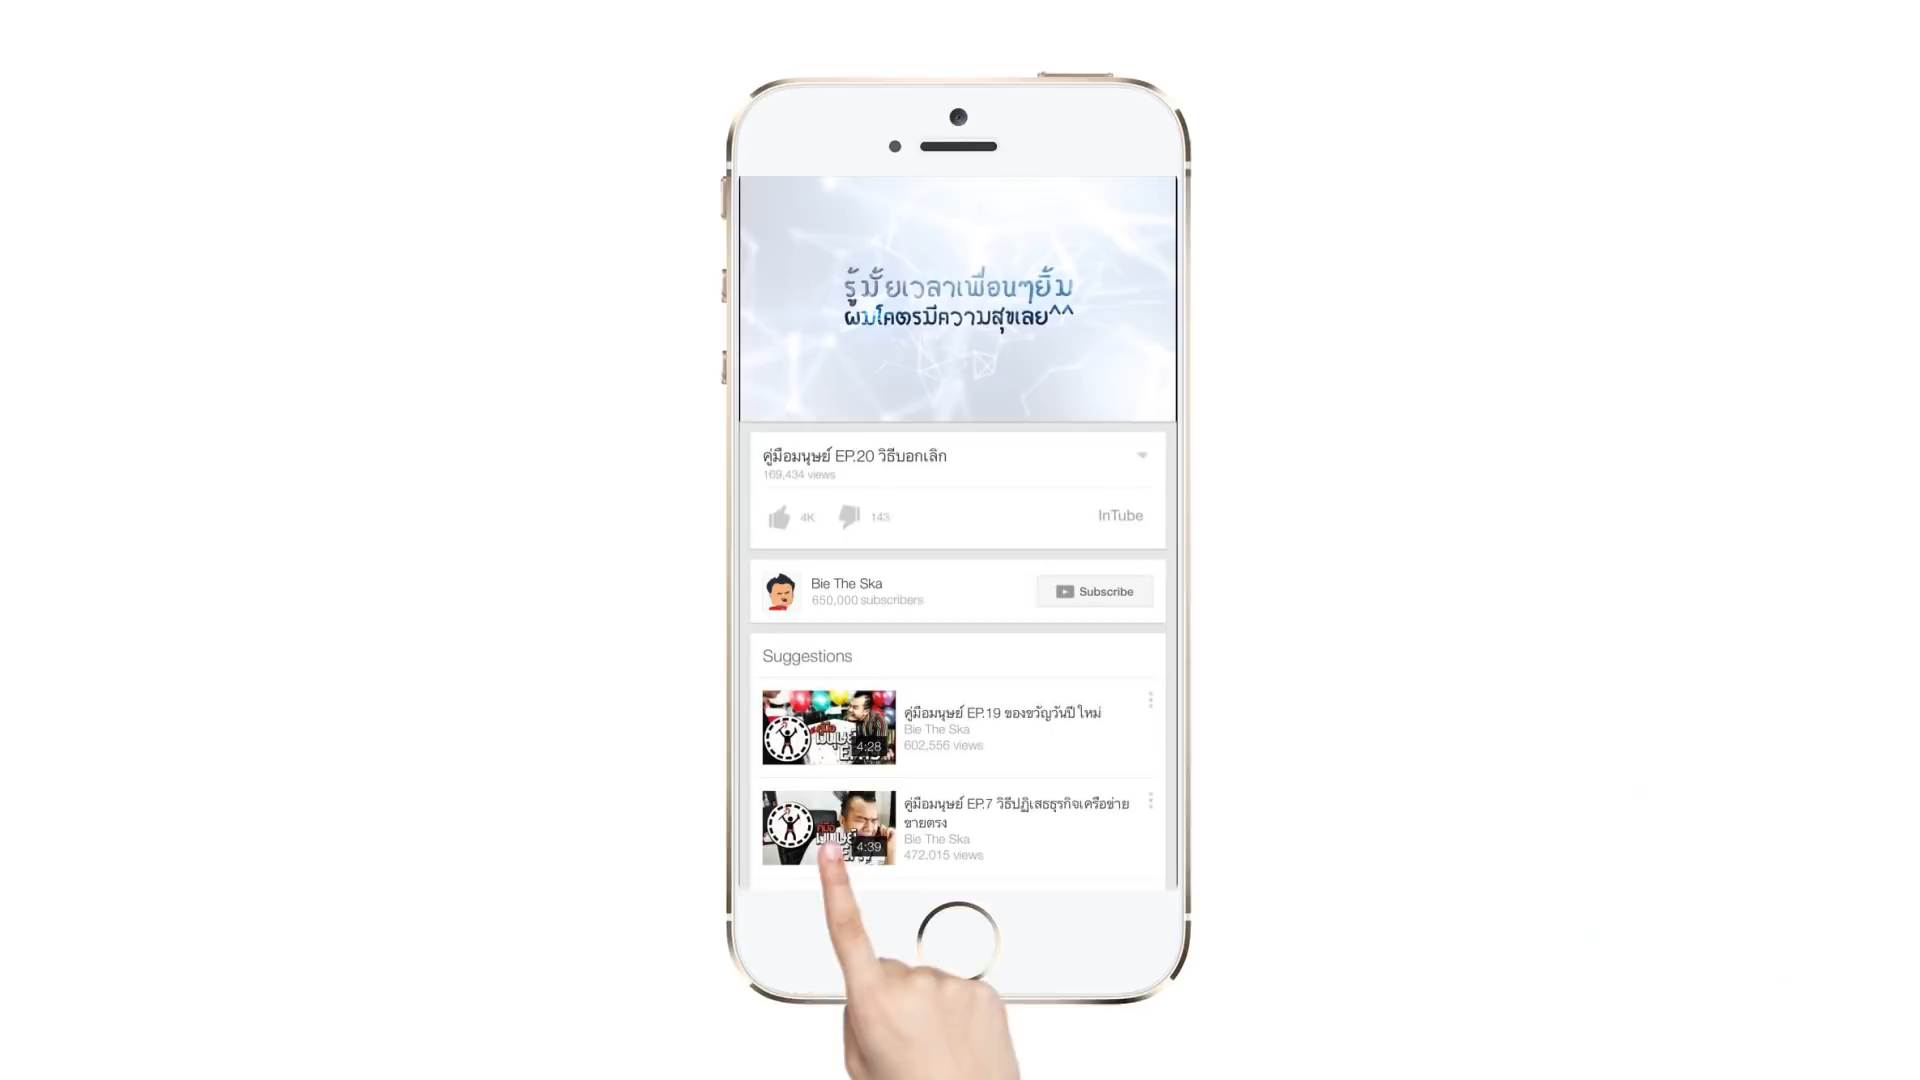 รู้มั้ยเวลาเพื่อนๆยิ้ม
ผมโคตรมีความสุขเลย^^
คู่มือมนุษย์ EP.20 วิธีบอกเลิก
169,434 views
4K
143
InTube
Bie The Ska
650,000 subscribers
Subscribe
Suggestions
คู่มือ
4:28
คู่มือมนุษย์ EP.19 ของขวัญวันปี ใหม่
Bie The Ska
602,556 views
คู่มือ
4:39
คู่มือมนุษย์ EP.7 วิธีปฏิเสธธุรกิจเครือข่าย
ขายตรง
Bie The Ska
472,015 views